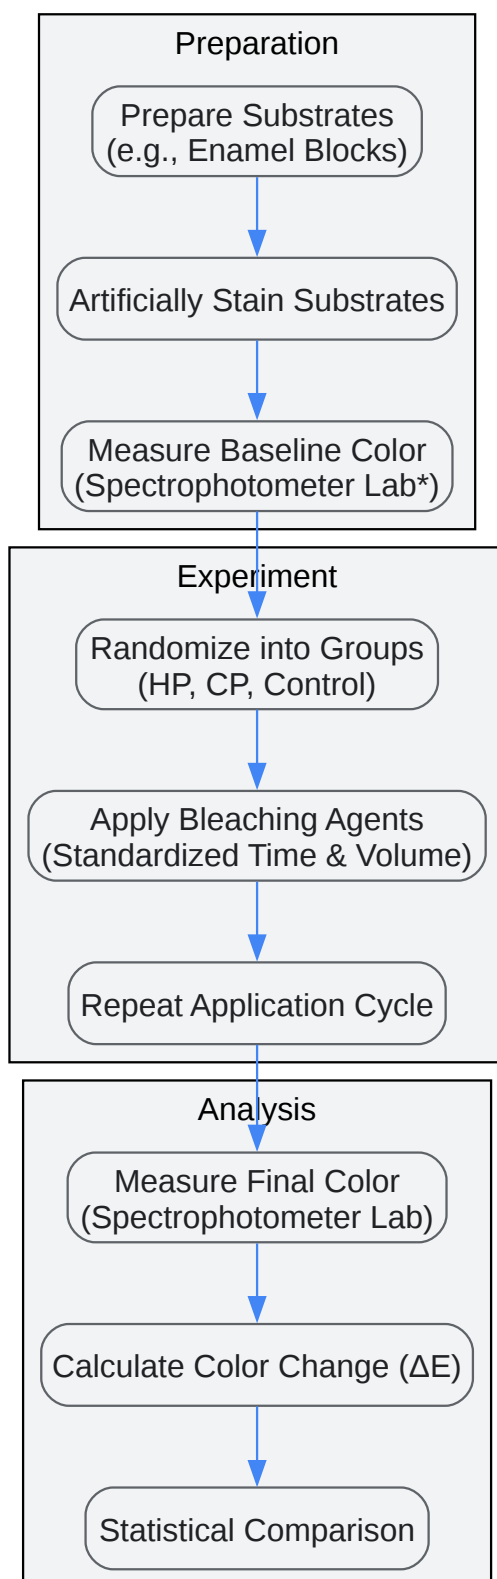 Preparation
Prepare Substrates
(e.g., Enamel Blocks)
Artificially Stain Substrates
Measure Baseline Color
(Spectrophotometer Lab*)
Experiment
Randomize into Groups
(HP, CP, Control)
Apply Bleaching Agents
(Standardized Time & Volume)
Repeat Application Cycle
Analysis
Measure Final Color
(Spectrophotometer Lab)
Calculate Color Change (ΔE)
Statistical Comparison